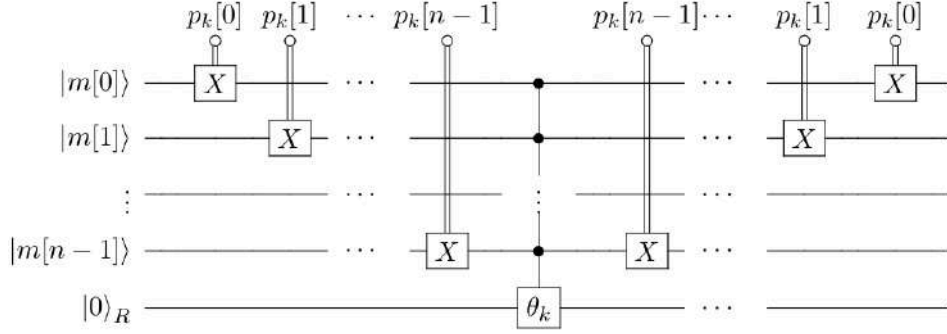 p_k[0] p_k[1] ⋯ p_k[n − 1] p_k[n − 1] ⋯ p_k[1] p_k[0]
|m[0]⟩ X ⋯ ⋯ X
|m[1]⟩ X ⋯ ⋯ X
⋮ ⋯ ⋮ ⋯
|m[n − 1]⟩ ⋯ X X ⋯
|0⟩_R θ_k ⋯